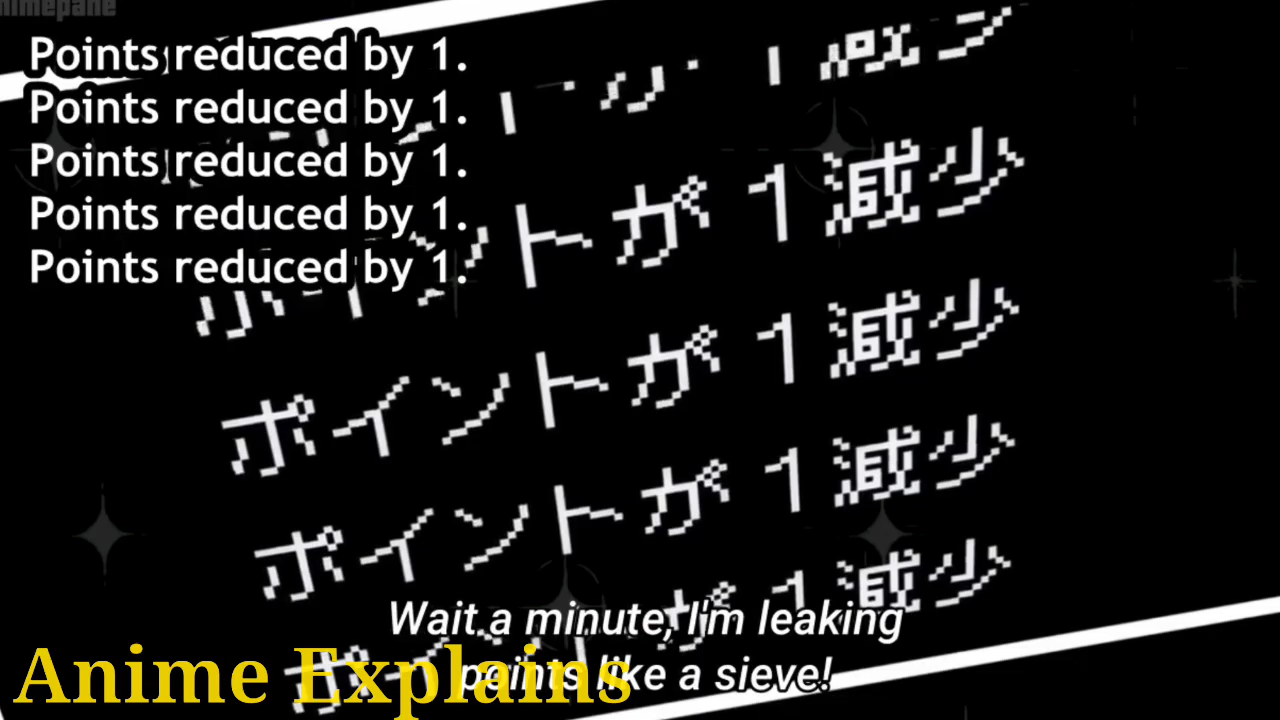 Points reduced by 1.
Points reduced by 1.
Points reduced by 1.
Points reduced by 1.
Points reduced by 1.
ポイントが１減少
ポイントが１減少
ポイントが１減少
ポイントが１減少
Wait a minute, I'm leaking
points like a sieve!
Anime Explains